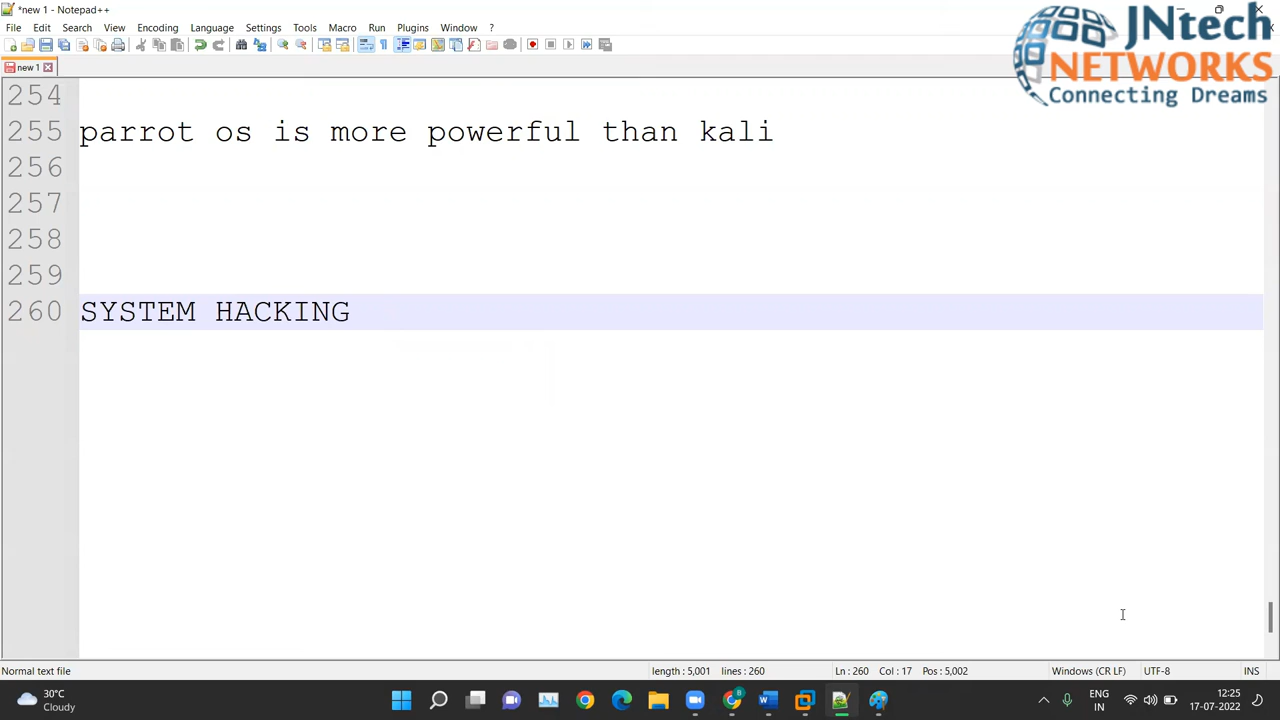 *new 1 - Notepad++
File Edit Search View Encoding Language Settings Tools Macro Run Plugins Window ?
new 1
JNtech
NETWORKS
Connecting Dreams
254
255 parrot os is more powerful than kali
256
257
258
259
260 SYSTEM HACKING
Normal text file length : 5,001 lines : 260 Ln : 260 Col : 17 Pos : 5,002 Windows (CR LF) UTF-8 INS
30°C
Cloudy
ENG
IN
12:25
17-07-2022